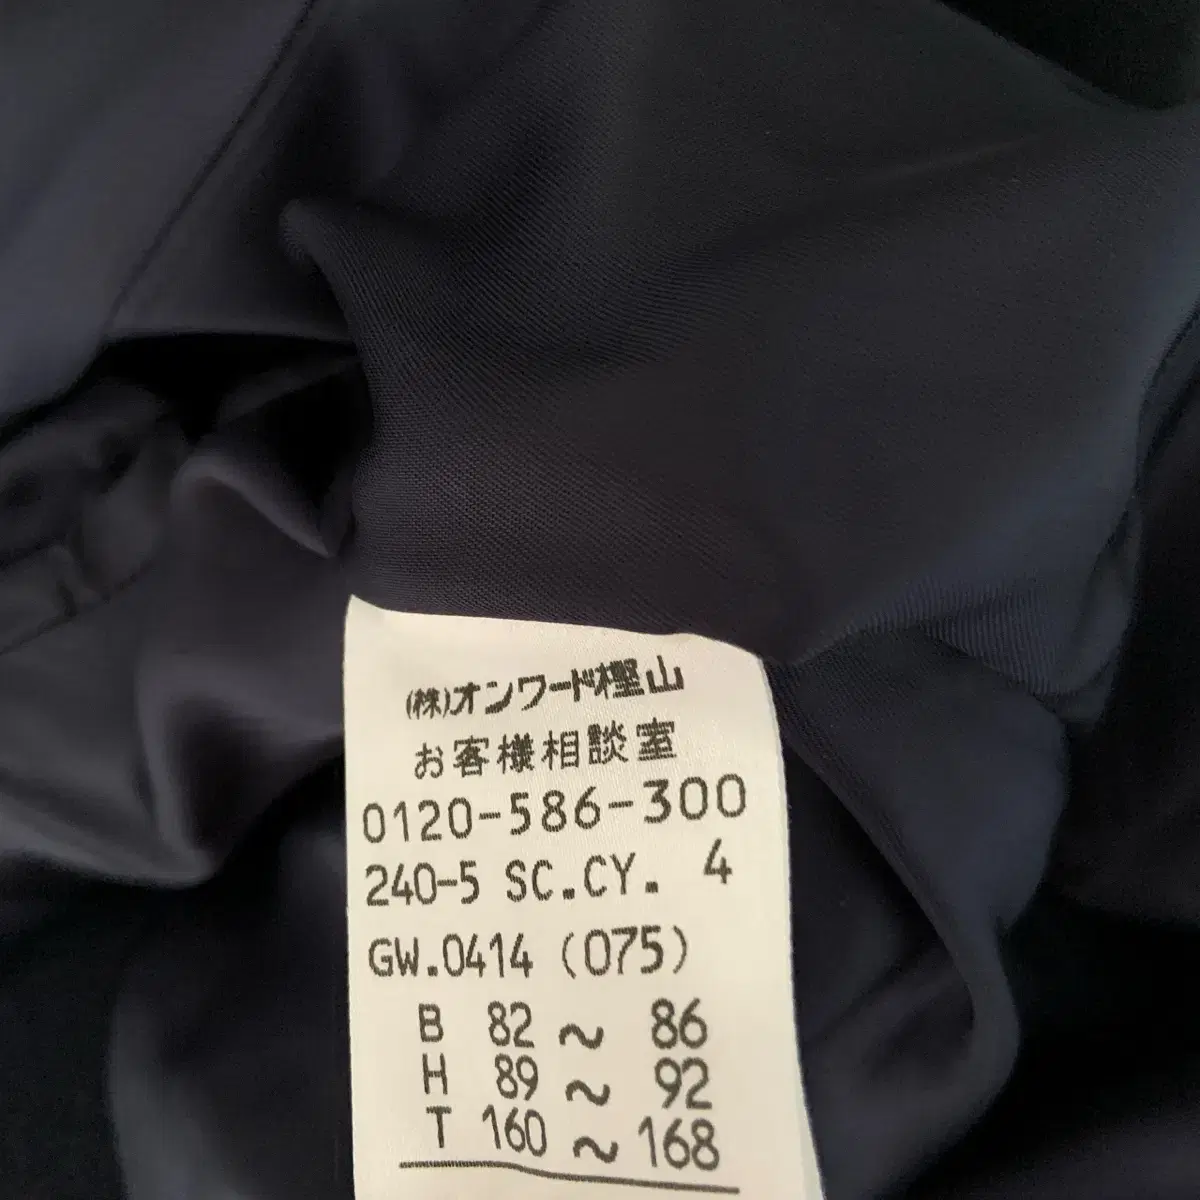 (株)オンワード樫山
お客様相談室
0120-586-300
240-5 SC.CY. 4
GW.0414 (075)
B 82 ~ 86
H 89 ~ 92
T 160 ~ 168